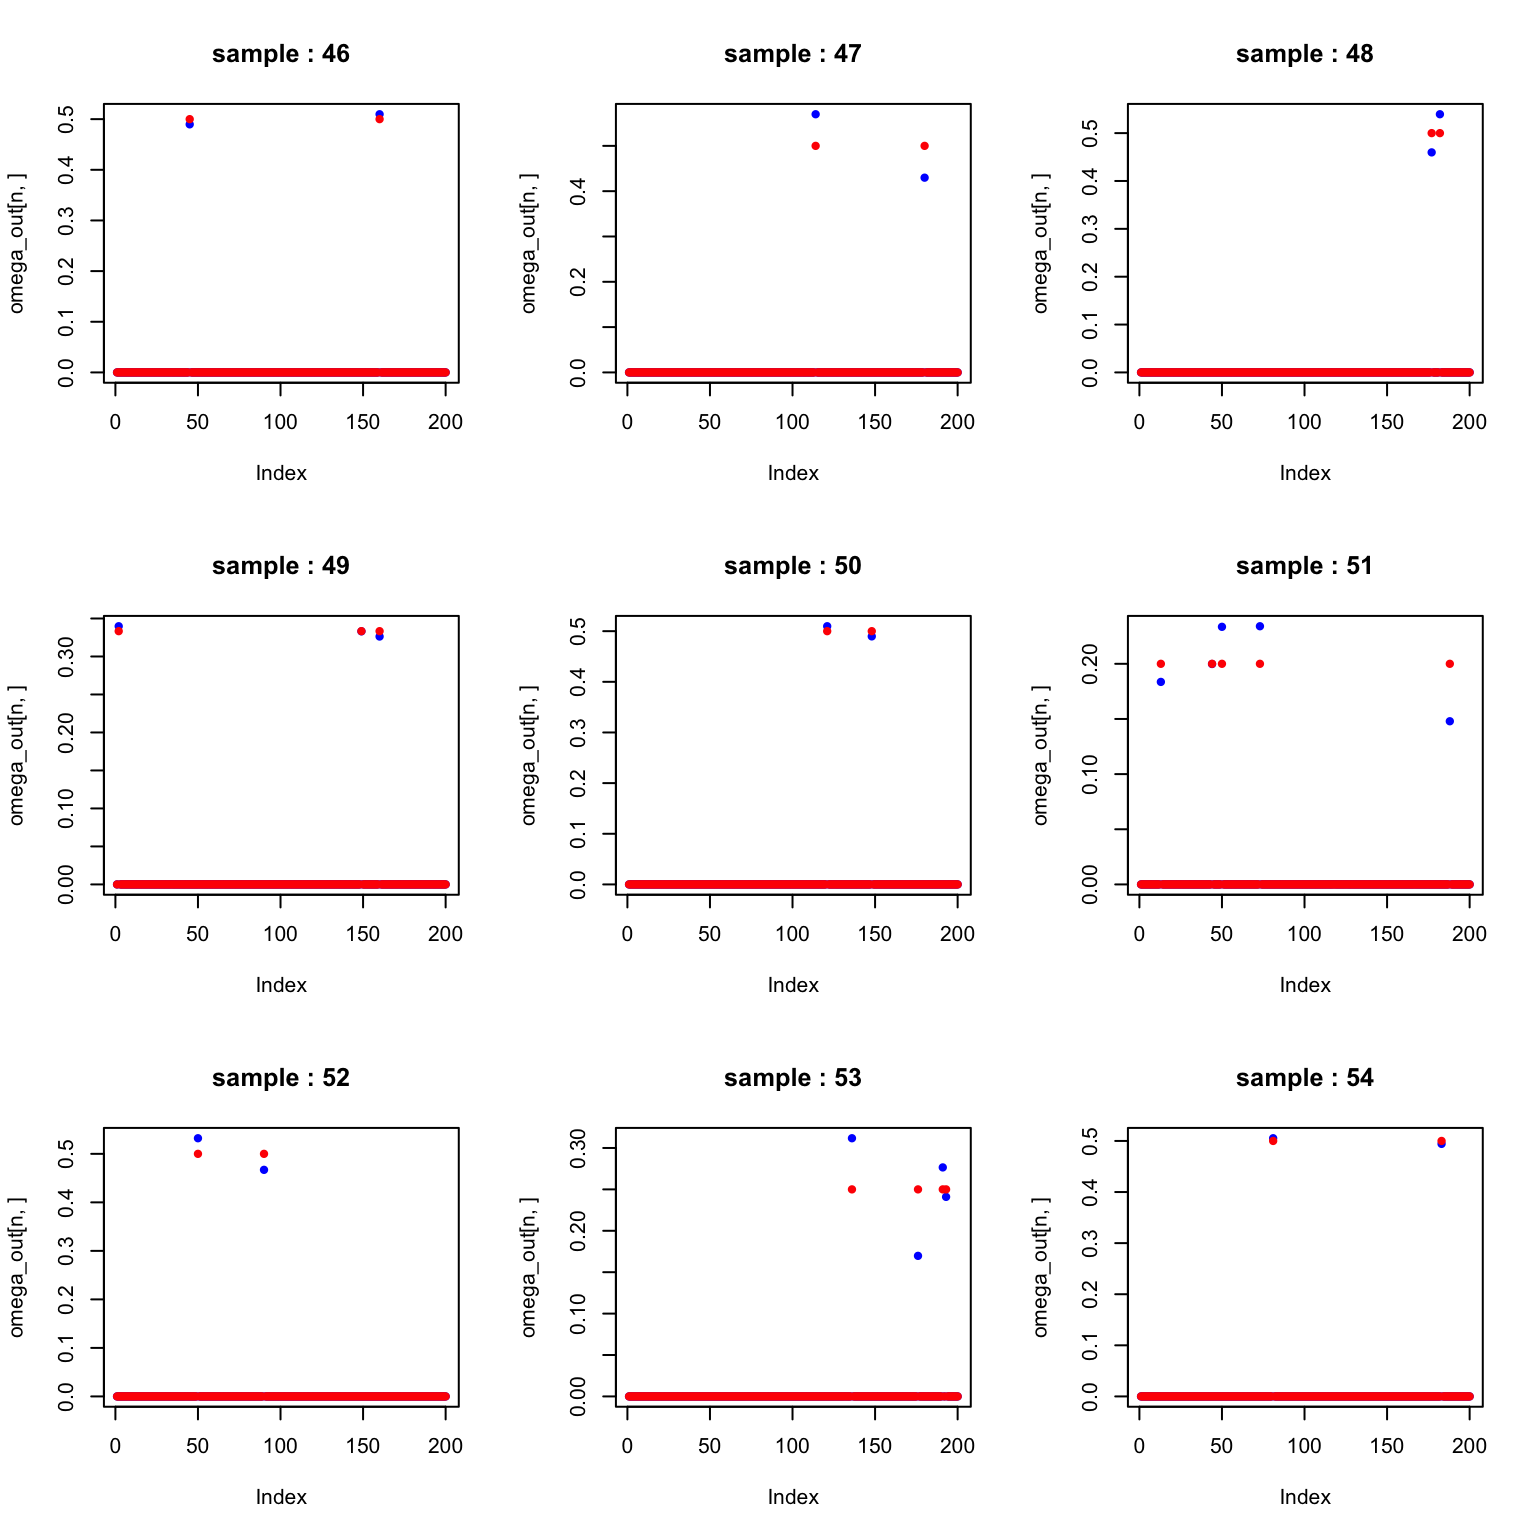 sample : 46
omega_out[n, ]
0.0 0.1 0.2 0.3 0.4 0.5
0 50 100 150 200
Index
sample : 47
omega_out[n, ]
0.0 0.2 0.4
0 50 100 150 200
Index
sample : 48
omega_out[n, ]
0.0 0.1 0.2 0.3 0.4 0.5
0 50 100 150 200
Index
sample : 49
omega_out[n, ]
0.00 0.10 0.20 0.30
0 50 100 150 200
Index
sample : 50
omega_out[n, ]
0.0 0.1 0.2 0.3 0.4 0.5
0 50 100 150 200
Index
sample : 51
omega_out[n, ]
0.00 0.10 0.20
0 50 100 150 200
Index
sample : 52
omega_out[n, ]
0.0 0.1 0.2 0.3 0.4 0.5
0 50 100 150 200
Index
sample : 53
omega_out[n, ]
0.00 0.10 0.20 0.30
0 50 100 150 200
Index
sample : 54
omega_out[n, ]
0.0 0.1 0.2 0.3 0.4 0.5
0 50 100 150 200
Index